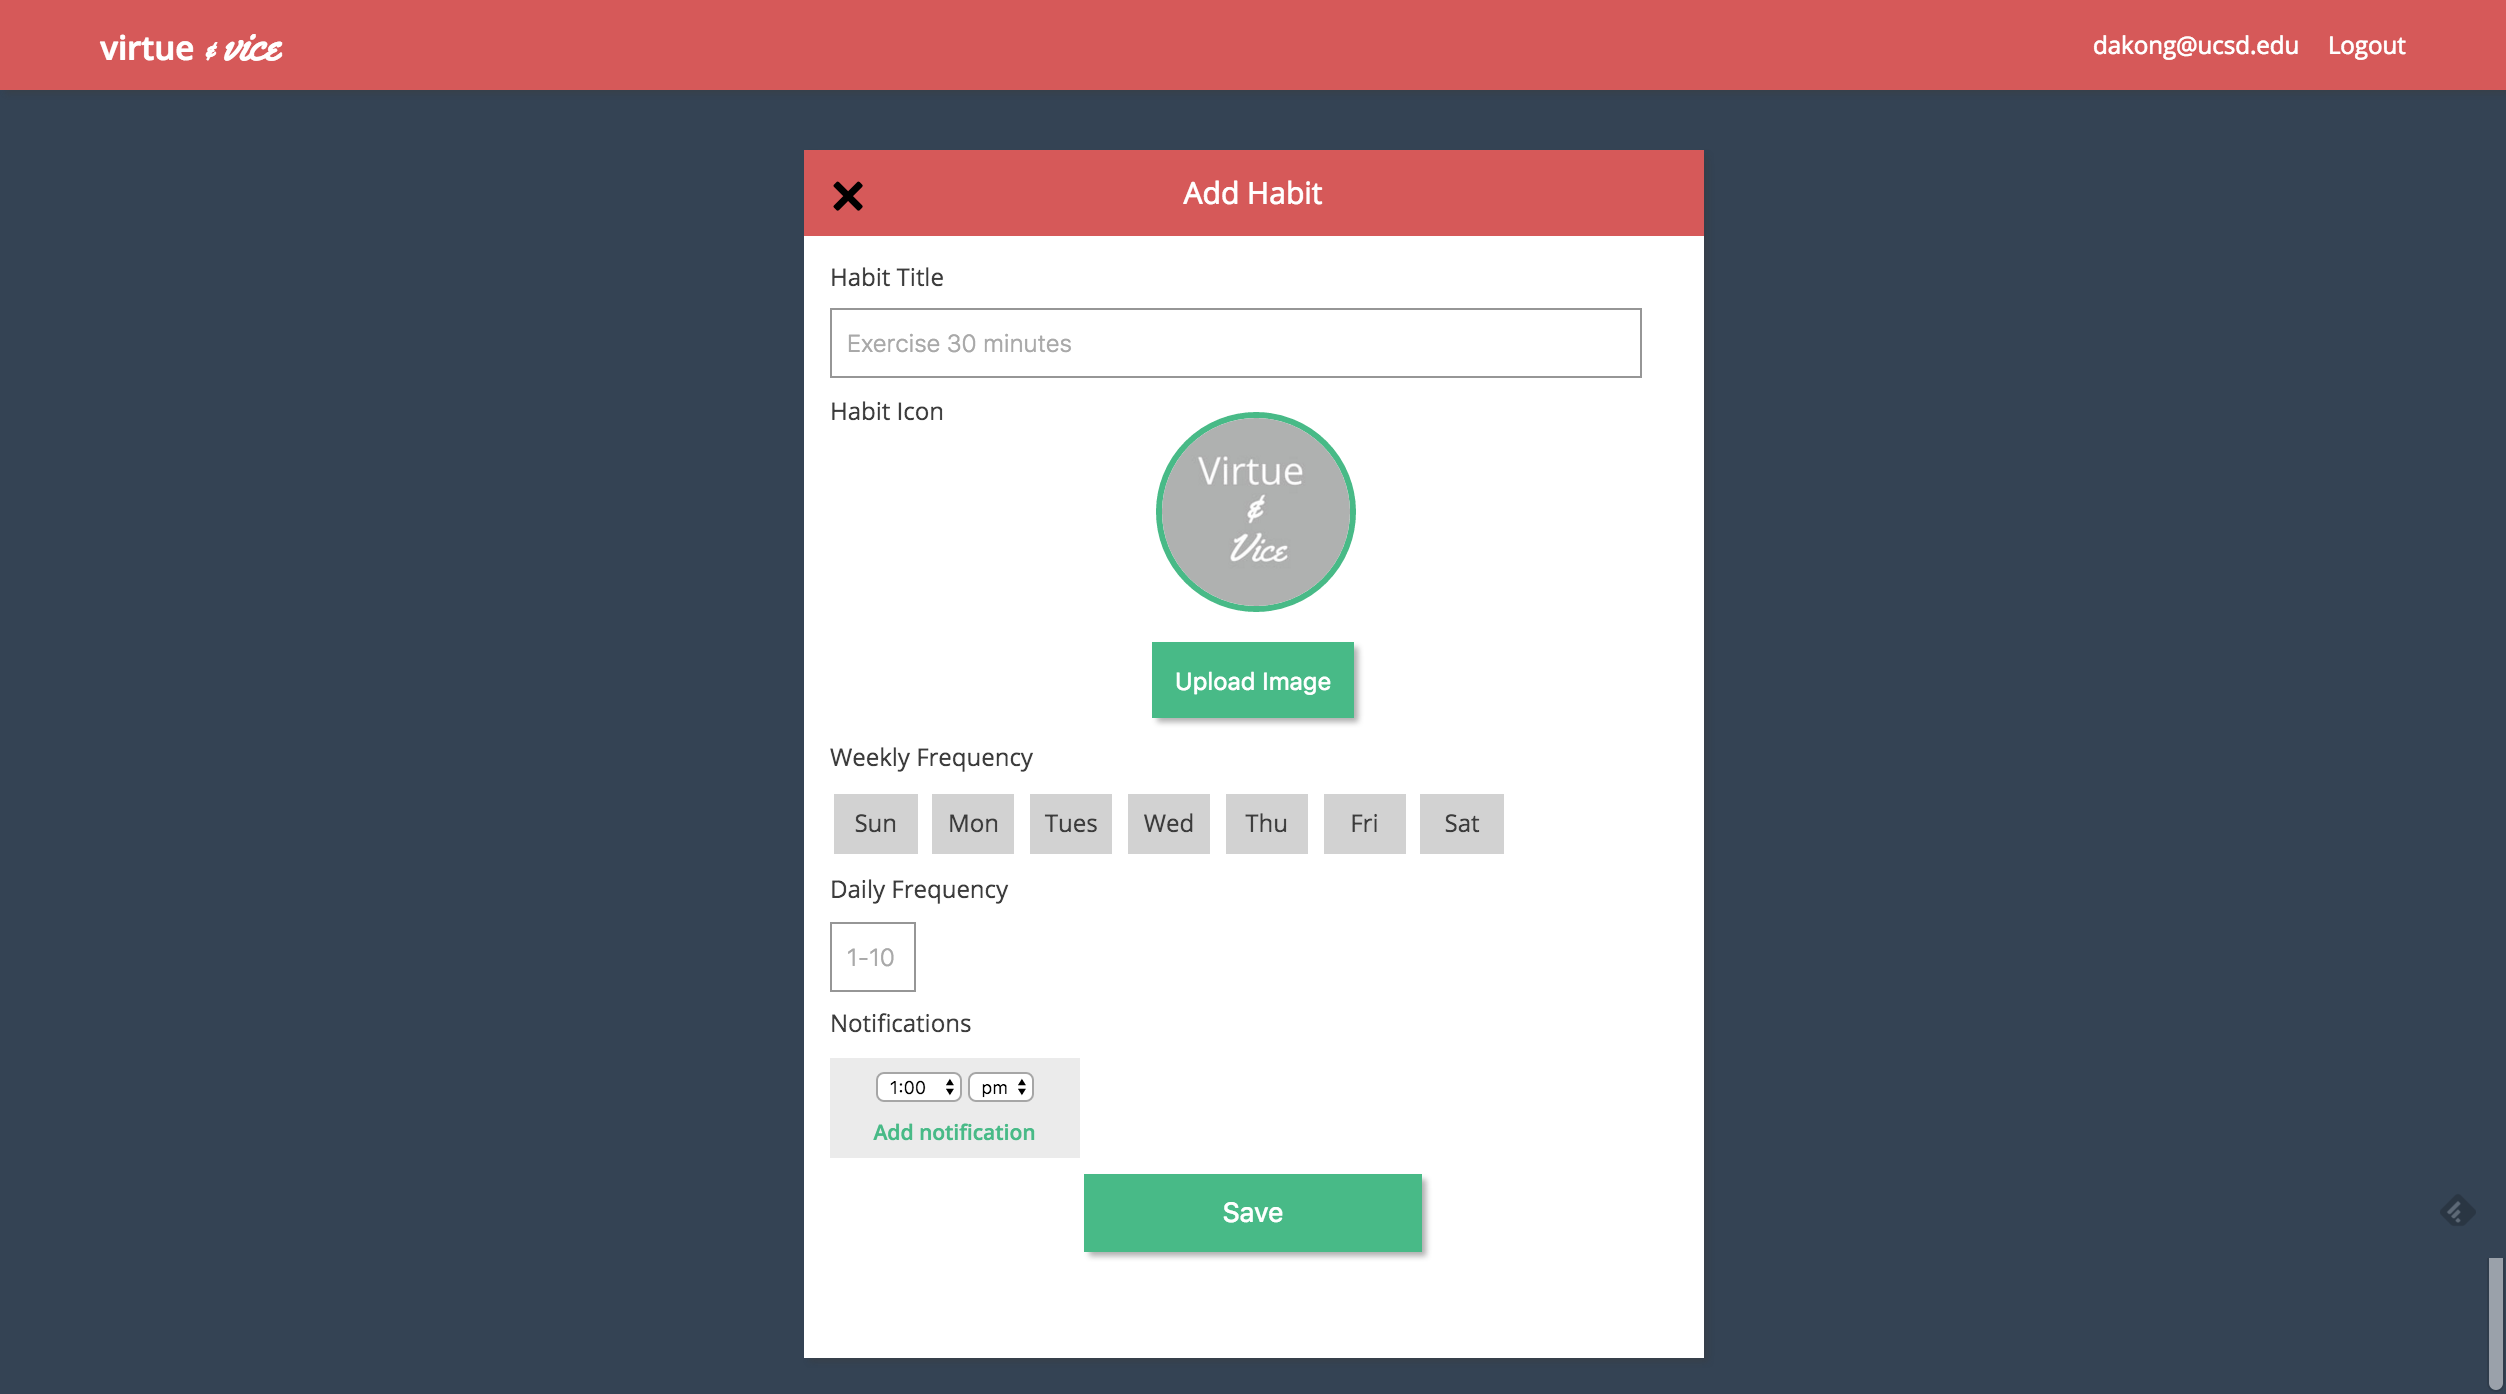 virtue & vice
dakong@ucsd.edu Logout
Add Habit
Habit Title
Exercise 30 minutes
Habit Icon
Virtue
&
Vice
Upload Image
Weekly Frequency
Sun Mon Tues Wed Thu Fri Sat
Daily Frequency
1-10
Notifications
1:00 pm
Add notification
Save